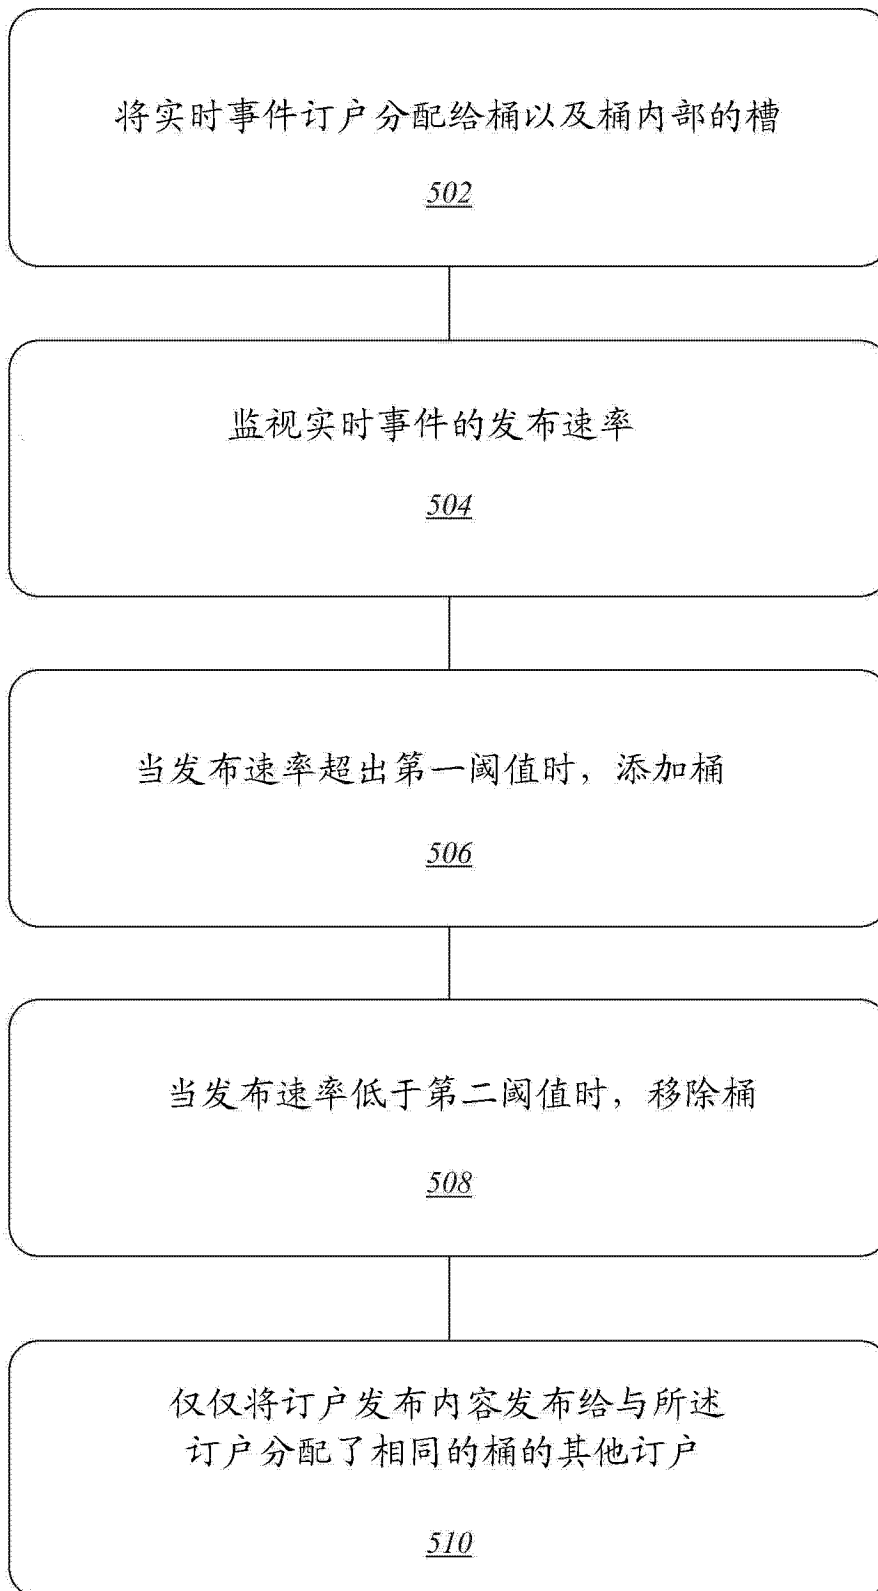 将实时事件订户分配给桶以及桶内部的槽
502
监视实时事件的发布速率
504
当发布速率超出第一阈值时，添加桶
506
当发布速率低于第二阈值时，移除桶
508
仅仅将订户发布内容发布给与所述
订户分配了相同的桶的其他订户
510